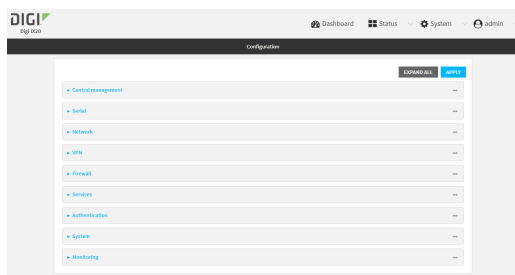 DIGI
Digi IX20
Dashboard
Status
System
admin
Configuration
EXPAND ALL
APPLY
Central management
Serial
Network
VPN
Firewall
Services
Authentication
System
Monitoring